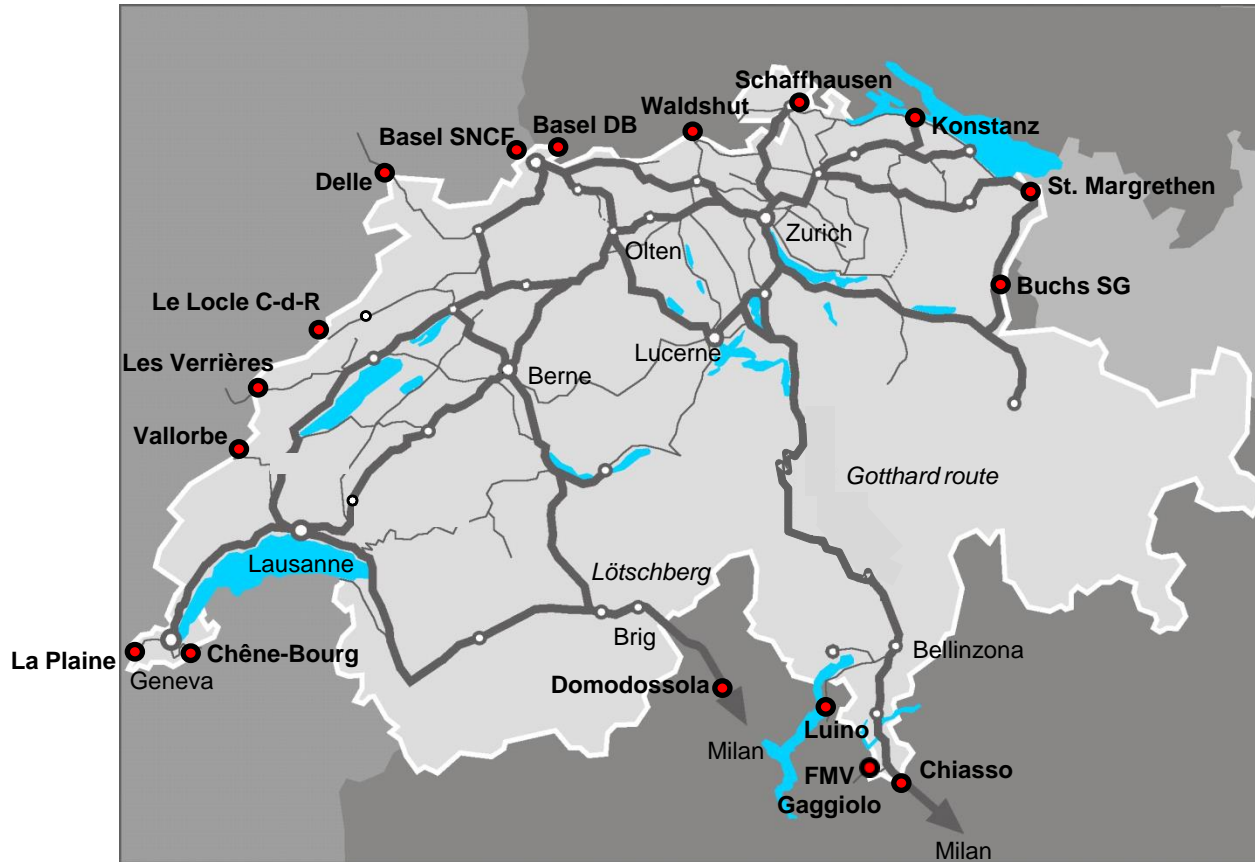 Schaffhausen
Waldshut
Basel DB
Basel SNCF
Konstanz
Delle
St. Margrethen
Zurich
Olten
Buchs SG
Le Locle C-d-R
Lucerne
Les Verrières
Berne
Vallorbe
Gotthard route
Lausanne
Lötschberg
Brig
Bellinzona
La Plaine
Chêne-Bourg
Geneva
Domodossola
Luino
Milan
FMV
Gaggiolo
Chiasso
Milan